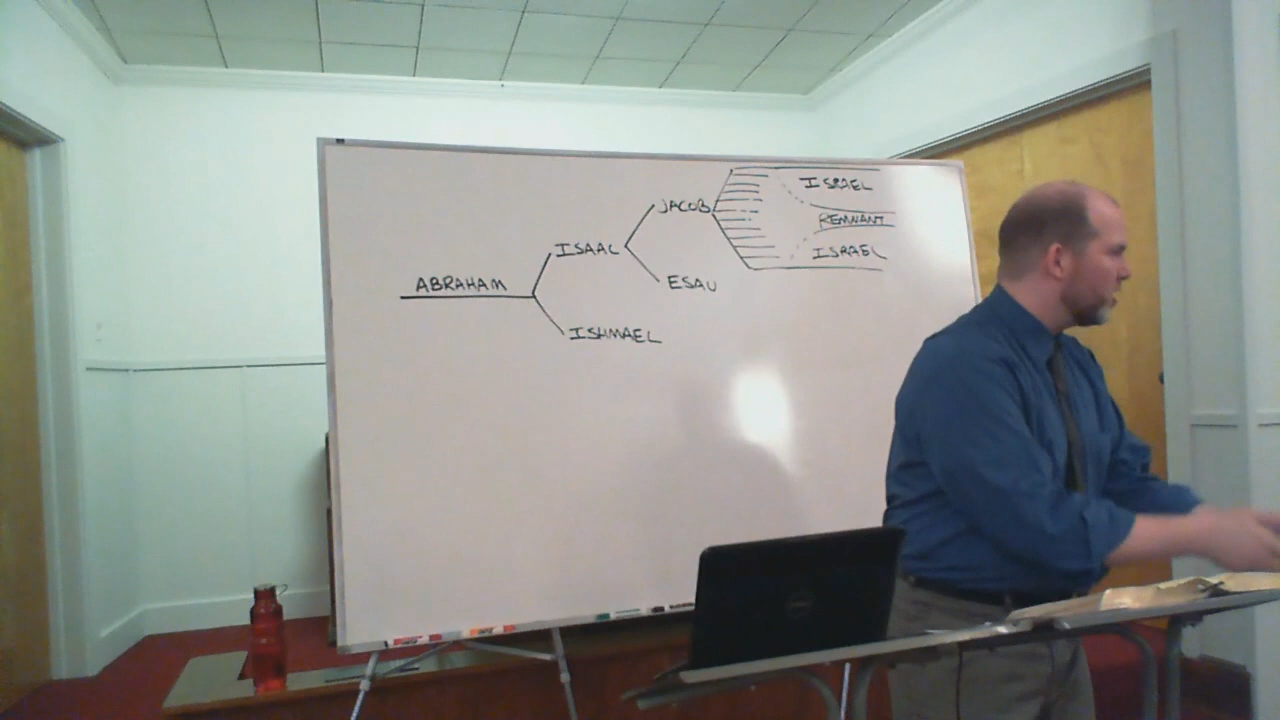 ISRAEL
JACOB
REMNANT
ISAAC
ISRAEL
ABRAHAM
ESAU
ISHMAEL